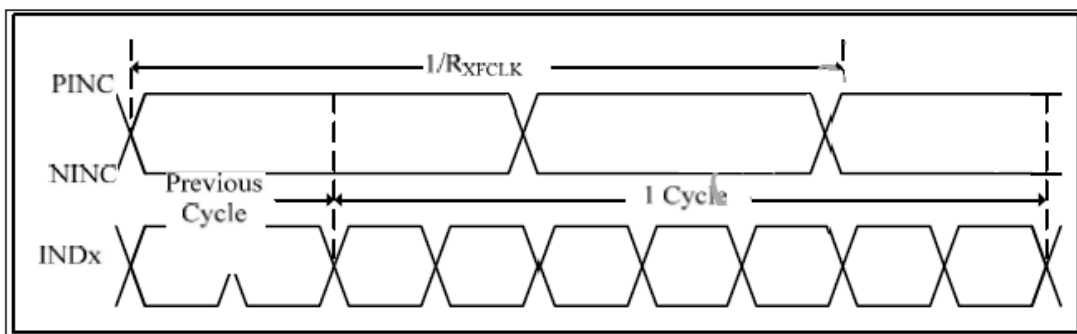 1/RXFCLK
PINC
NINC
Previous
Cycle
1 Cycle
INDx